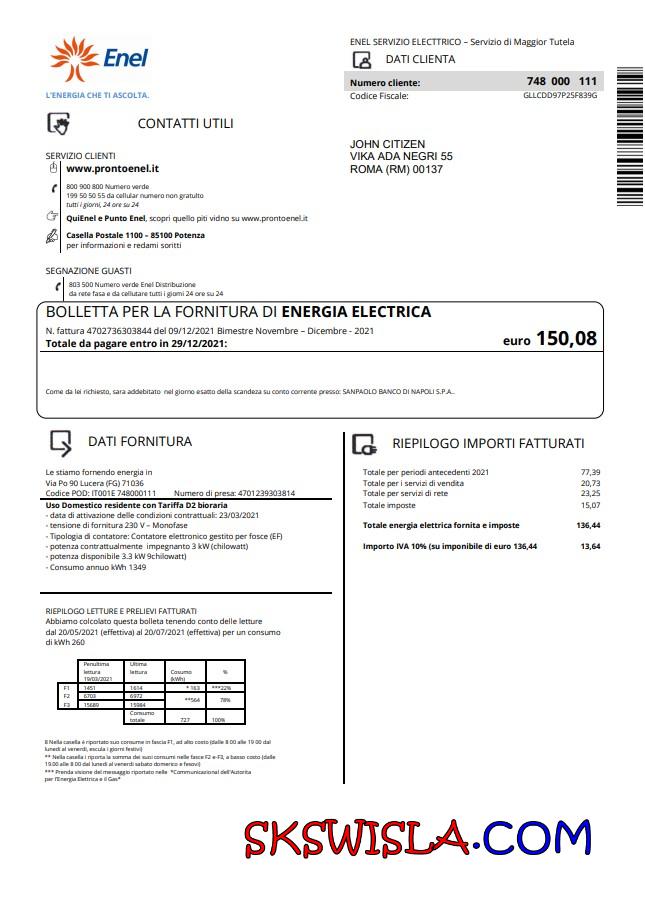 Enel
L'ENERGIA CHE TI ASCOLTA.
ENEL SERVIZIO ELECTTRICO – Servizio di Maggior Tutela
DATI CLIENTA
Numero cliente: 748 000 111
Codice Fiscale: GLLCDD97P25F839G
CONTATTI UTILI
JOHN CITIZEN
VIKA ADA NEGRI 55
ROMA (RM) 00137
SERVIZIO CLIENTI
www.prontoenel.it
800 900 800 Numero verde
199 50 50 55 da cellular numero non gratulto
tutti i giorni, 24 ore su 24
QuiEnel e Punto Enel, scopri quello piti vidno su www.prontoenel.it
Casella Postale 1100 – 85100 Potenza
per informazioni e redami soritti
SEGNAZIONE GUASTI
803 500 Numero verde Enel Distribuzione
da rete fasa e da cellutare tutti i giomi 24 ore su 24
BOLLETTA PER LA FORNITURA DI ENERGIA ELECTRICA
N. fattura 4702736303844 del 09/12/2021 Bimestre Novembre – Dicembre - 2021
Totale da pagare entro in 29/12/2021: euro 150,08
Come da lei richiesto, sara addebitato nel giorno esatto della scandeza su conto corrente presso: SANPAOLO BANCO DI NAPOLI S.P.A..
DATI FORNITURA
Le stiamo fornendo energia in
Via Po 90 Lucera (FG) 71036
Codice POD: IT001E 748000111 Numero di presa: 4701239303814
Uso Domestico residente con Tariffa D2 bioraria
- data di attivazione delle condizioni contrattuali: 23/03/2021
- tensione di fornitura 230 V – Monofase
- Tipologia di contatore: Contatore elettronico gestito per fosce (EF)
- potenza contrattualmente impegnanto 3 kW (chilowatt)
- potenza disponibile 3.3 kW 9chilowatt)
- Consumo annuo kWh 1349
RIEPILOGO IMPORTI FATTURATI
Totale per periodi antecedenti 2021 77,39
Totale per i servizi di vendita 20,73
Totale per servizi di rete 23,25
Totale imposte 15,07
Totale energia elettrica fornita e imposte 136,44
Importo IVA 10% (su imponibile di euro 136,44 13,64
RIEPILOGO LETTURE E PRELIEVI FATTURATI
Abbiamo colcolato questa bolleta tenendo conto delle letture
dal 20/05/2021 (effetiva) al 20/07/2021 (effetiva) per un consumo
di kWh 260
Penultima lettura 19/03/2021 Ultima lettura Cosumo (kWh) %
F1 1451 1614 * 163 ***22%
F2 6703 6972 **564 78%
F3 15689 15984
Consumo totale 727 100%
8 Nella casella é riportato suo consume in fascia F1, ad alto costo (dalle 8 00 alle 19 00 dal
lunedi al venerdi, escula i giorni festivi)
** Nella casella i riporta la somma dei suoi consumi nelle fasce F2 e-F3, a basso costo (dalle
19.00 alle 8 00 dal lunedi al venerdi sabato domerico e fesovi)
*** Prenda visione del messaggio riportato nelle *Communicazional dell'Autorita
per l'Energia Elettrica e il Gas*
SKSWISLA.COM